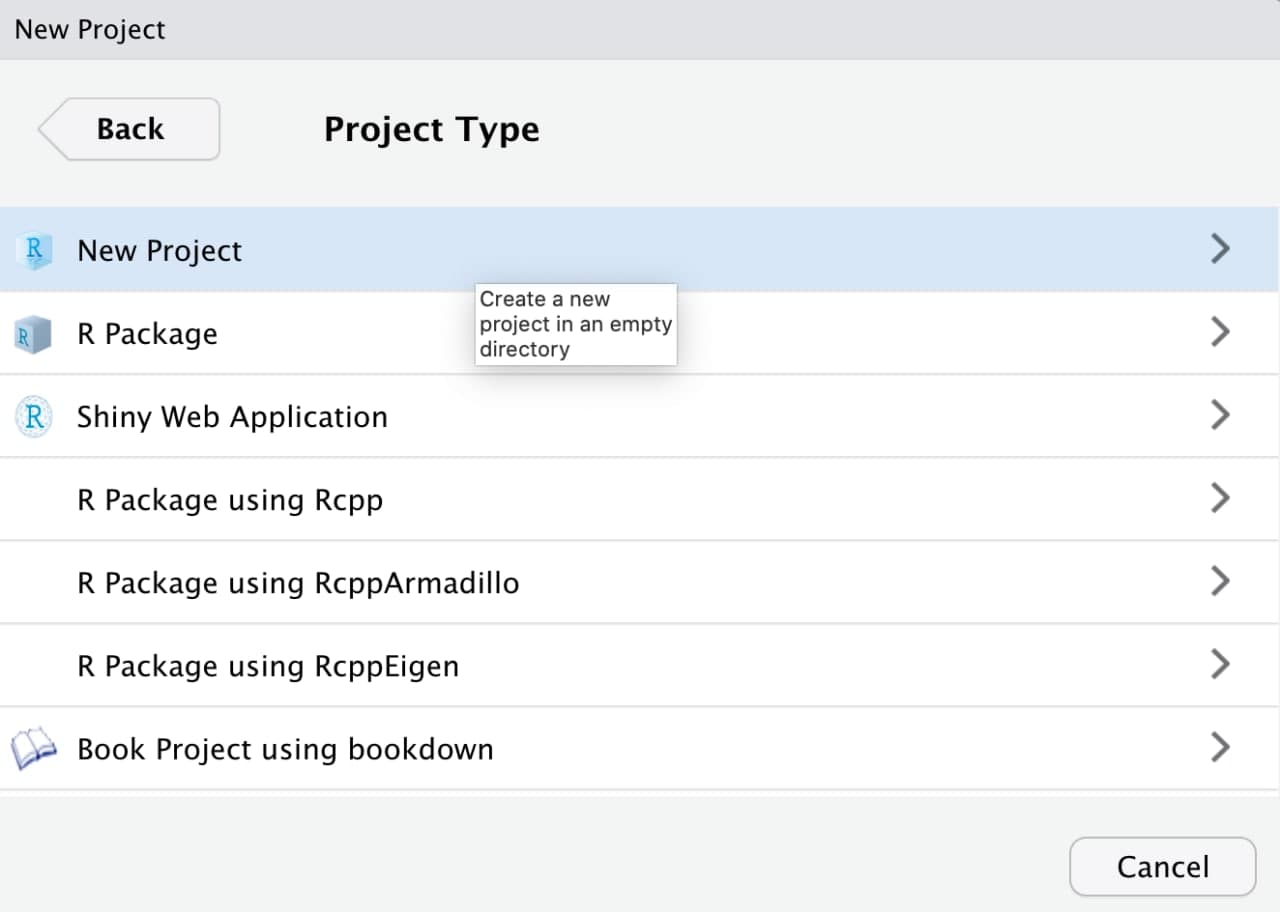 New Project
Back
Project Type
R
New Project
Create a new
project in an empty
directory
R
R Package
R
Shiny Web Application
R Package using Rcpp
R Package using RcppArmadillo
R Package using RcppEigen
Book Project using bookdown
Cancel